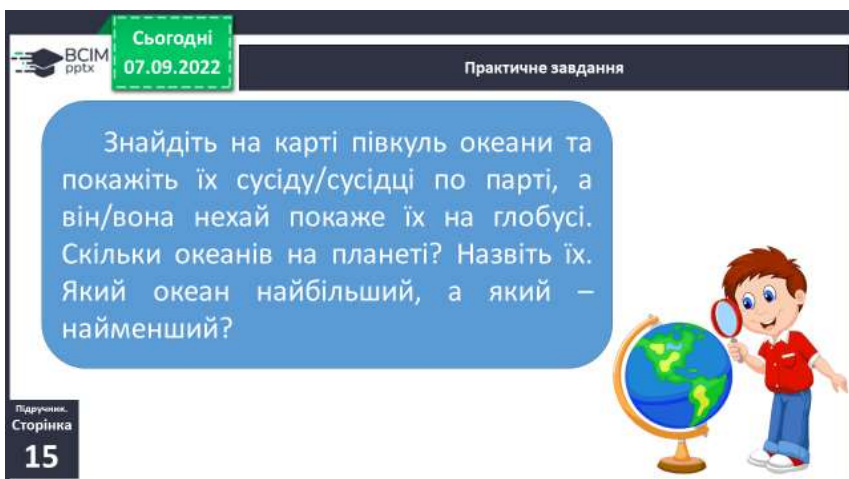 Сьогодні
07.09.2022
ВСІМ
pptx
Практичне завдання
Знайдіть на карті півкуль океани та
покажіть їх сусіду/сусідці по парті, а
він/вона нехай покаже їх на глобусі.
Скільки океанів на планеті? Назвіть їх.
Який океан найбільший, а який –
найменший?
Підручник.
Сторінка
15